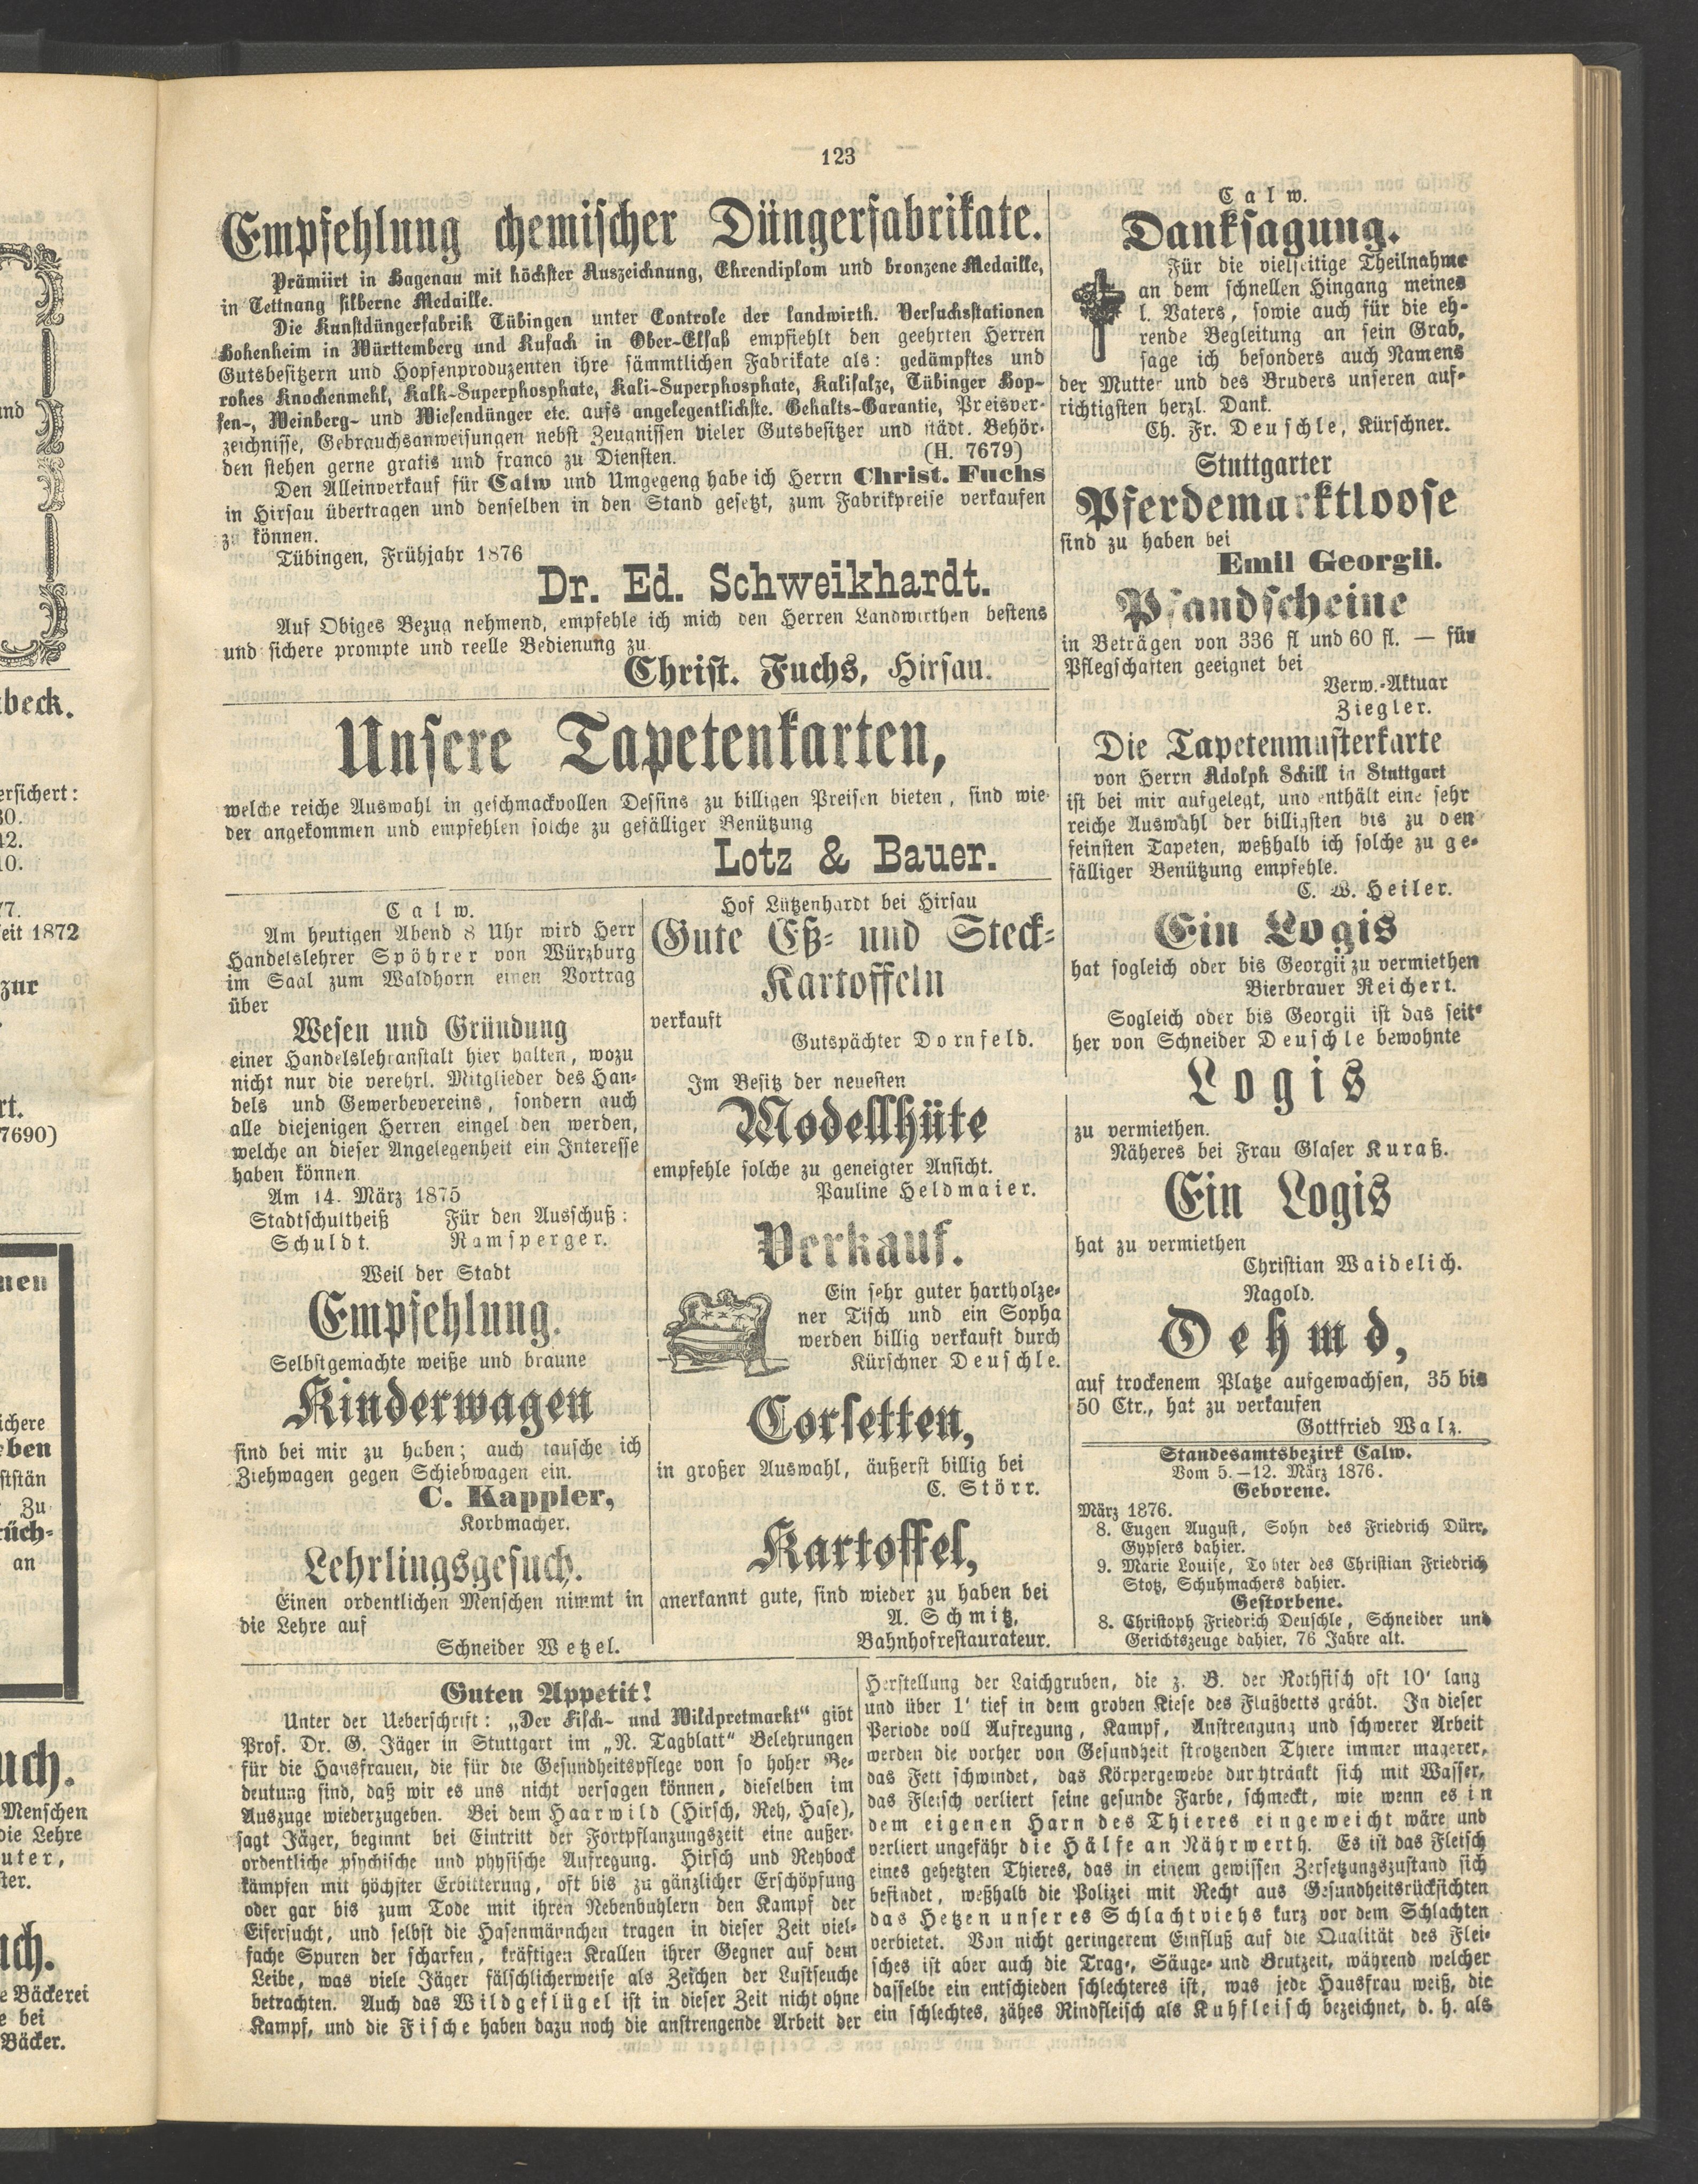 123
Empfehlung chemischer Düngerfabrikate.
Prämiirt in Hagenau mit höchster Auszeichnung, Ehrendiplom und bronzene Medaille,
in Tettnang silberne Medaille.
Die Kunstdüngerfabrik Tübingen unter Controle der landwirth. Versuchsstationen
Hohenheim in Württemberg und Rufach in Ober-Elsaß empfiehlt den geehrten Herren
Gutsbesitzern und Hopfenproduzenten ihre sämmtlichen Fabrikate als: gedämpftes und
rohes Knochenmehl, Kalk-Superphosphate, Kali-Superphosphate, Kalisalze, Tübinger Hop-
fen-, Weinberg- und Wiesendünger etc. aufs angelegentlichste. Gehalts-Garantie, Preisver-
zeichnisse, Gebrauchsanweisungen nebst Zeugnissen vieler Gutsbesitzer und städt. Behör-
den stehen gerne gratis und franco zu Diensten. (H. 7679)
Den Alleinverkauf für Calw und Umgegeng habe ich Herrn Christ. Fuchs
in Hirsau übertragen und denselben in den Stand gesetzt, zum Fabrikpreise verkaufen
zu können.
Tübingen, Frühjahr 1876
Dr. Ed. Schweikhardt.
Auf Obiges Bezug nehmend, empfehle ich mich den Herren Landwirthen bestens
und sichere prompte und reelle Bedienung zu
Christ. Fuchs, Hirsau.
Unsere Tapetenkarten,
welche reiche Auswahl in geschmackvollen Dessins zu billigen Preisen bieten, sind wie-
der angekommen und empfehlen solche zu gefälliger Benützung
Lotz & Bauer.
Calw.
Am heutigen Abend 8 Uhr wird Herr
Handelslehrer Spöhrer von Würzburg
im Saal zum Waldhorn einen Vortrag
über
Wesen und Gründung
einer Handelslehranstalt hier halten, wozu
nicht nur die verehrl. Mitglieder des Han-
dels und Gewerbevereins, sondern auch
alle diejenigen Herren eingel den werden,
welche an dieser Angelegenheit ein Interesse
haben können
Am 14. März 1875
Stadtschultheiß Für den Ausschuß:
Schuldt. Ramsperger.
Weil der Stadt
Empfehlung.
Selbstgemachte weiße und braune
Kinderwagen
sind bei mir zu haben; auch tausche ich
Ziehwagen gegen Schiebwagen ein.
C. Kappler,
Korbmacher.
Lehrlingsgesuch.
Einen ordentlichen Menschen nimmt in
die Lehre auf
Schneider Wetzel.
Hof Lützenhardt bei Hirsau
Gute Eß- und Steck-
Kartoffeln
verkauft
Gutspächter Dornfeld.
Im Besitz der neuesten
Modellhüte
empfehle solche zu geneigter Ansicht.
Pauline Heldmaier.
Verkauf.
Ein sehr guter hartholze-
ner Tisch und ein Sopha
werden billig verkauft durch
Kürschner Deuschle.
Corsetten,
in großer Auswahl, äußerst billig bei
C. Störr.
Kartoffel,
anerkannt gute, sind wieder zu haben bei
A. Schmitz,
Bahnhofrestaurateur.
Calw.
Danksagung.
Für die vielseitige Theilnahme
an dem schnellen Hingang meines
l. Vaters, sowie auch für die eh-
rende Begleitung an sein Grab,
sage ich besonders auch Namens
der Mutter und des Bruders unseren auf-
richtigsten herzl. Dank.
Ch. Fr. Deuschle, Kürschner.
Stuttgarter
Pferdemarktloose
sind zu haben bei
Emil Georgii.
Pfandscheine
in Beträgen von 336 fl und 60 fl. — für
Pflegschaften geeignet bei
Verw.-Aktuar
Ziegler.
Die Tapetenmusterkarte
von Herrn Adolph Schill in Stuttgart
ist bei mir aufgelegt, und enthält eine sehr
reiche Auswahl der billigsten bis zu den
feinsten Tapeten, weßhalb ich solche zu ge-
fälliger Benützung empfehle.
C. W. Heiler.
Ein Logis
hat sogleich oder bis Georgii zu vermiethen
Bierbrauer Reichert.
Sogleich oder bis Georgii ist das seit-
her von Schneider Deuschle bewohnte
Logis
zu vermiethen.
Näheres bei Frau Glaser Kuraß.
Ein Logis
hat zu vermiethen
Christian Waidelich.
Nagold.
Oehmd,
auf trockenem Platze aufgewachsen, 35 bis
50 Ctr., hat zu verkaufen
Gottfried Walz.
Standesamtsbezirk Calw.
Vom 5.—12. März 1876.
Geborene.
März 1876.
8. Eugen August, Sohn des Friedrich Dürr,
Gypsers dahier.
9. Marie Louise, To hter des Christian Friedrich
Stotz, Schuhmachers dahier.
Gestorbene.
8. Christoph Friedrich Deuschle, Schneider und
Gerichtszeuge dahier, 76 Jahre alt.
Guten Appetit!
Unter der Ueberschrift: „Der Fisch- und Wildpretmarkt“ gibt
Prof. Dr. G. Jäger in Stuttgart im „N. Tagblatt“ Belehrungen
für die Hausfrauen, die für die Gesundheitspflege von so hoher Be-
deutung sind, daß wir es uns nicht versagen können, dieselben im
Auszuge wiederzugeben. Bei dem Haarwild (Hirsch, Reh, Hase),
sagt Jäger, beginnt bei Eintritt der Fortpflanzungszeit eine außer-
ordentliche psychische und physische Aufregung. Hirsch und Rehbock
kämpfen mit höchster Erbitterung, oft bis zu gänzlicher Erschöpfung
oder gar bis zum Tode mit ihren Nebenbuhlern den Kampf der
Eifersucht, und selbst die Hasenmännchen tragen in dieser Zeit viel-
fache Spuren der scharfen, kräftigen Krallen ihrer Gegner auf dem
Leibe, was viele Jäger fälschlicherweise als Zeichen der Lustseuche
betrachten. Auch das Wildgeflügel ist in dieser Zeit nicht ohne
Kampf, und die Fische haben dazu noch die anstrengende Arbeit der
Herstellung der Laichgruben, die z. B. der Rothfisch oft 10' lang
und über 1' tief in dem groben Kiese des Flußbetts gräbt. In dieser
Periode voll Aufregung, Kampf, Anstrengung und schwerer Arbeit
werden die vorher von Gesundheit strotzenden Thiere immer magerer,
das Fett schwindet, das Körpergewebe durchtränkt sich mit Wasser,
das Fleisch verliert seine gesunde Farbe, schmeckt, wie wenn es in
dem eigenen Harn des Thieres eingeweicht wäre und
verliert ungefähr die Hälfe an Nährwerth. Es ist das Fleisch
eines gehetzten Thieres, das in einem gewissen Zersetzungszustand sich
befindet, weßhalb die Polizei mit Recht aus Gesundheitsrücksichten
das Hetzen unseres Schlachtviehs kurz vor dem Schlachten
verbietet. Von nicht geringerem Einfluß auf die Qualität des Flei-
sches ist aber auch die Trag-, Säuge- und Brutzeit, während welcher
dasselbe ein entschieden schlechteres ist, was jede Hausfrau weiß, die
ein schlechtes, zähes Rindfleisch als Kuhfleisch bezeichnet, d. h. als